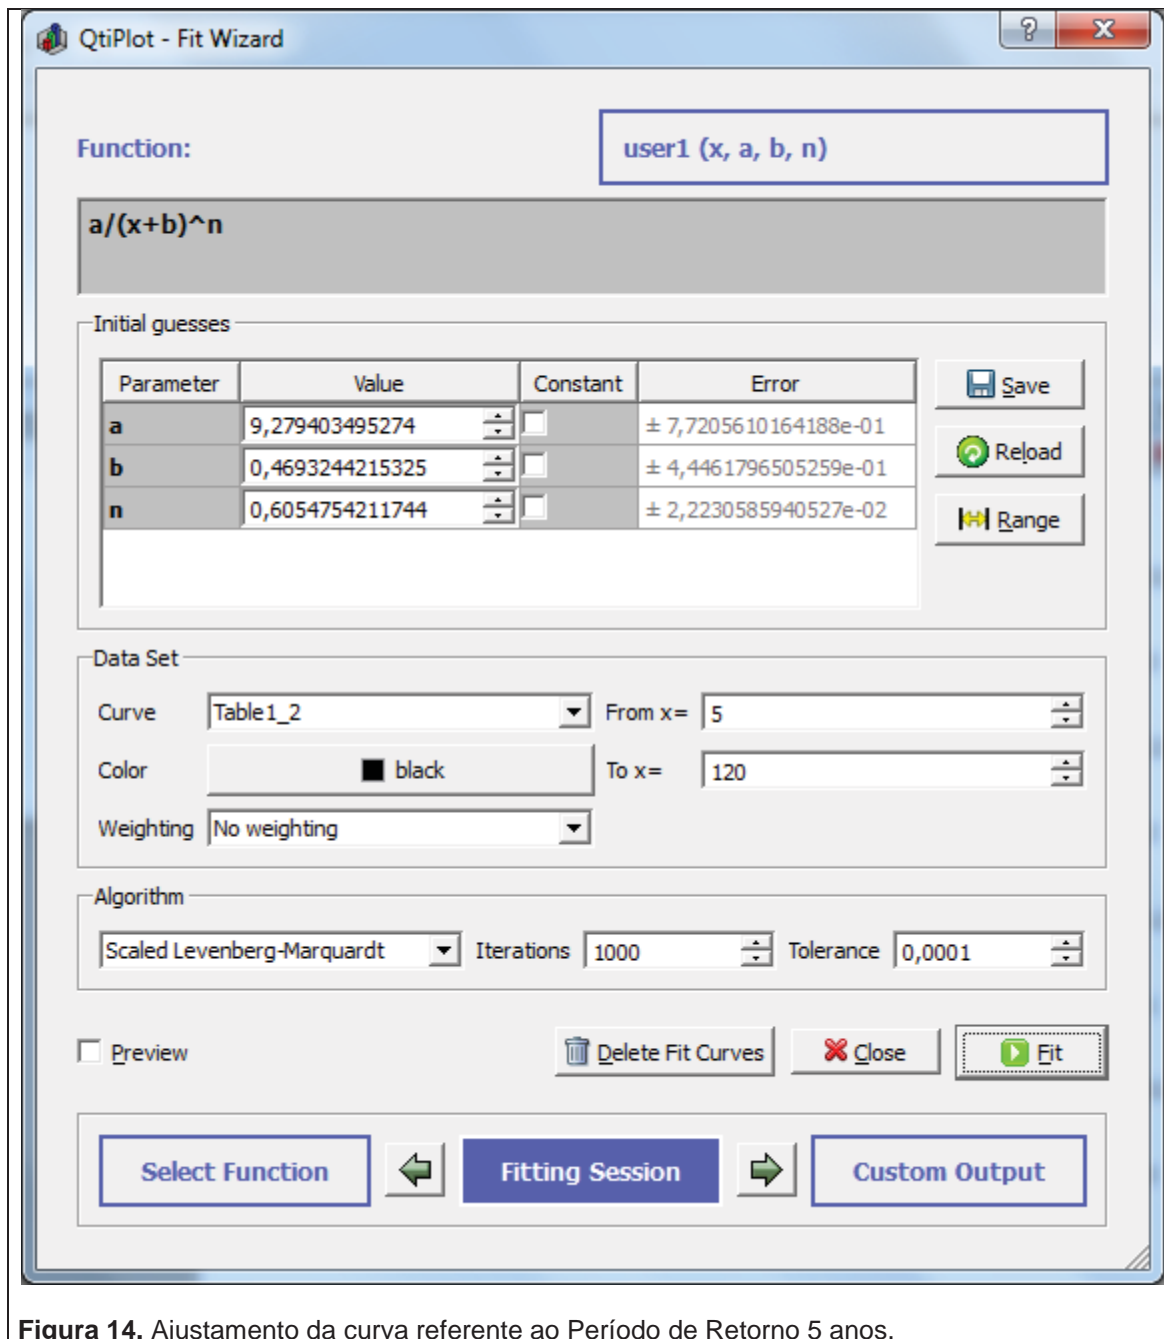 QtiPlot - Fit Wizard
Function:
user1 (x, a, b, n)
a/(x+b)^n
Initial guesses
Parameter Value Constant Error
a 9,279403495274 ± 7,7205610164188e-01
b 0,4693244215325 ± 4,4461796505259e-01
n 0,6054754211744 ± 2,2230585940527e-02
Save
Reload
Range
Data Set
Curve Table1_2 From x= 5
Color black To x= 120
Weighting No weighting
Algorithm
Scaled Levenberg-Marquardt Iterations 1000 Tolerance 0,0001
Preview Delete Fit Curves Close Fit
Select Function Fitting Session Custom Output
Figura 14. Ajustamento da curva referente ao Período de Retorno 5 anos.